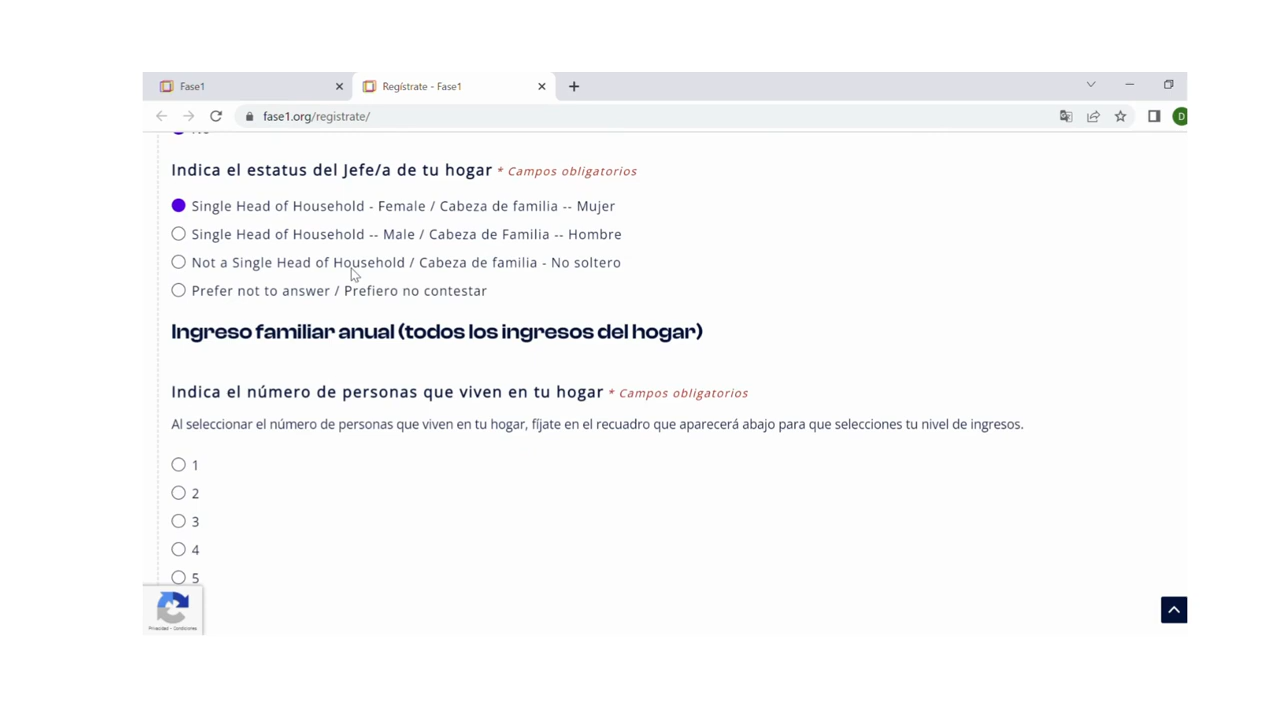 Fase1
Regístrate - Fase1
fase1.org/registrate/
D
Indica el estatus del Jefe/a de tu hogar * Campos obligatorios
Single Head of Household - Female / Cabeza de familia -- Mujer
Single Head of Household -- Male / Cabeza de Familia -- Hombre
Not a Single Head of Household / Cabeza de familia - No soltero
Prefer not to answer / Prefiero no contestar
Ingreso familiar anual (todos los ingresos del hogar)
Indica el número de personas que viven en tu hogar * Campos obligatorios
Al seleccionar el número de personas que viven en tu hogar, fíjate en el recuadro que aparecerá abajo para que selecciones tu nivel de ingresos.
1
2
3
4
5
Privacidad - Condiciones